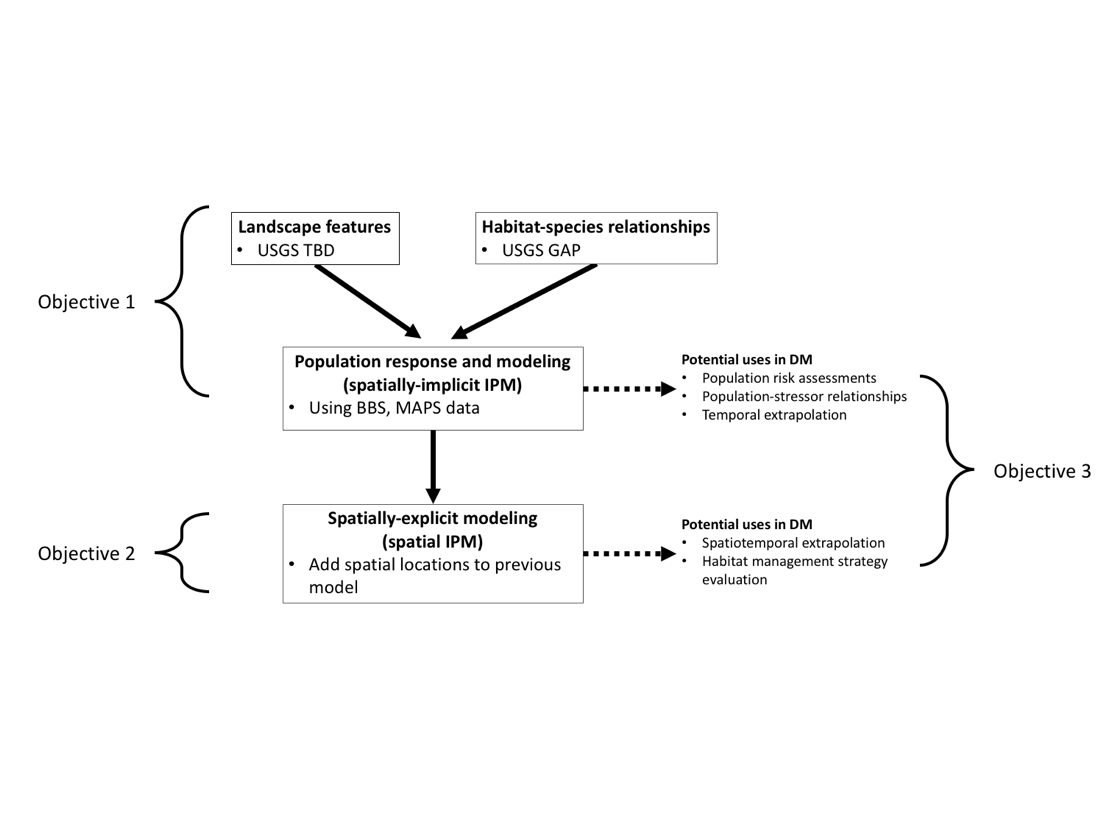 Landscape features
• USGS TBD
Habitat-species relationships
• USGS GAP
Objective 1
Population response and modeling
(spatially-implicit IPM)
• Using BBS, MAPS data
Potential uses in DM
• Population risk assessments
• Population-stressor relationships
• Temporal extrapolation
Objective 3
Objective 2
Spatially-explicit modeling
(spatial IPM)
• Add spatial locations to previous
model
Potential uses in DM
• Spatiotemporal extrapolation
• Habitat management strategy
evaluation